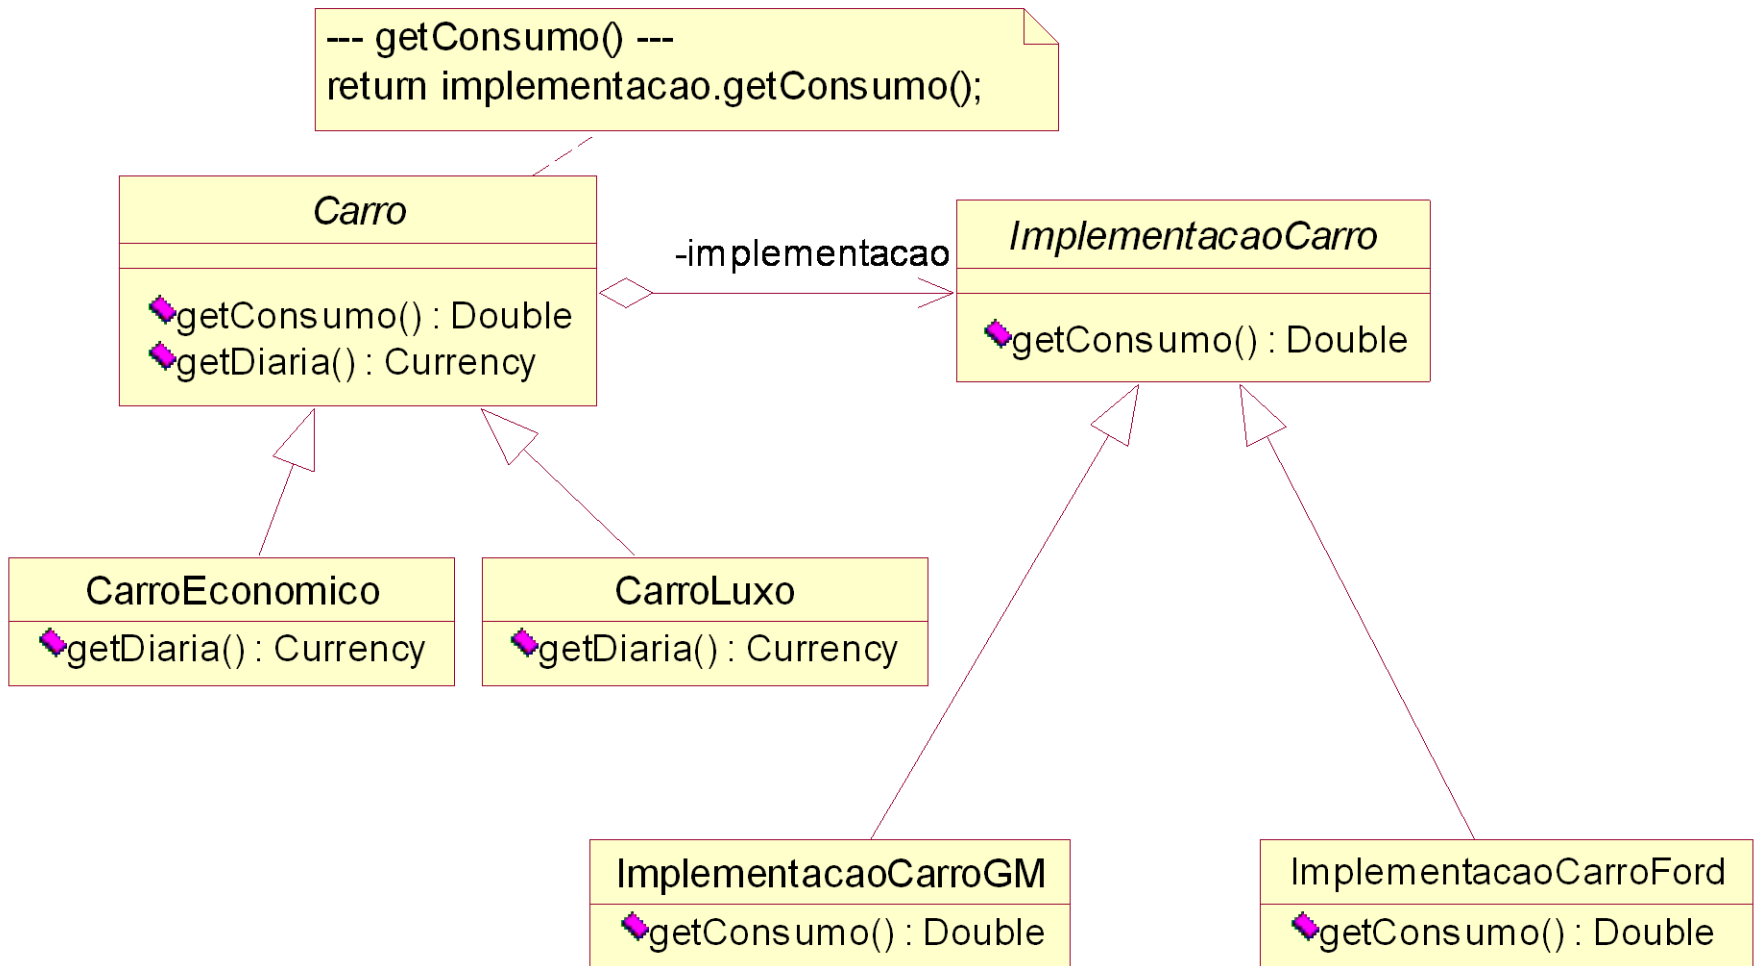 --- getConsumo() ---
return implementacao.getConsumo();
Carro
getConsumo() : Double
getDiaria() : Currency
-implementacao
ImplementacaoCarro
getConsumo() : Double
CarroEconomico
getDiaria() : Currency
CarroLuxo
getDiaria() : Currency
ImplementacaoCarroGM
getConsumo() : Double
ImplementacaoCarroFord
getConsumo() : Double